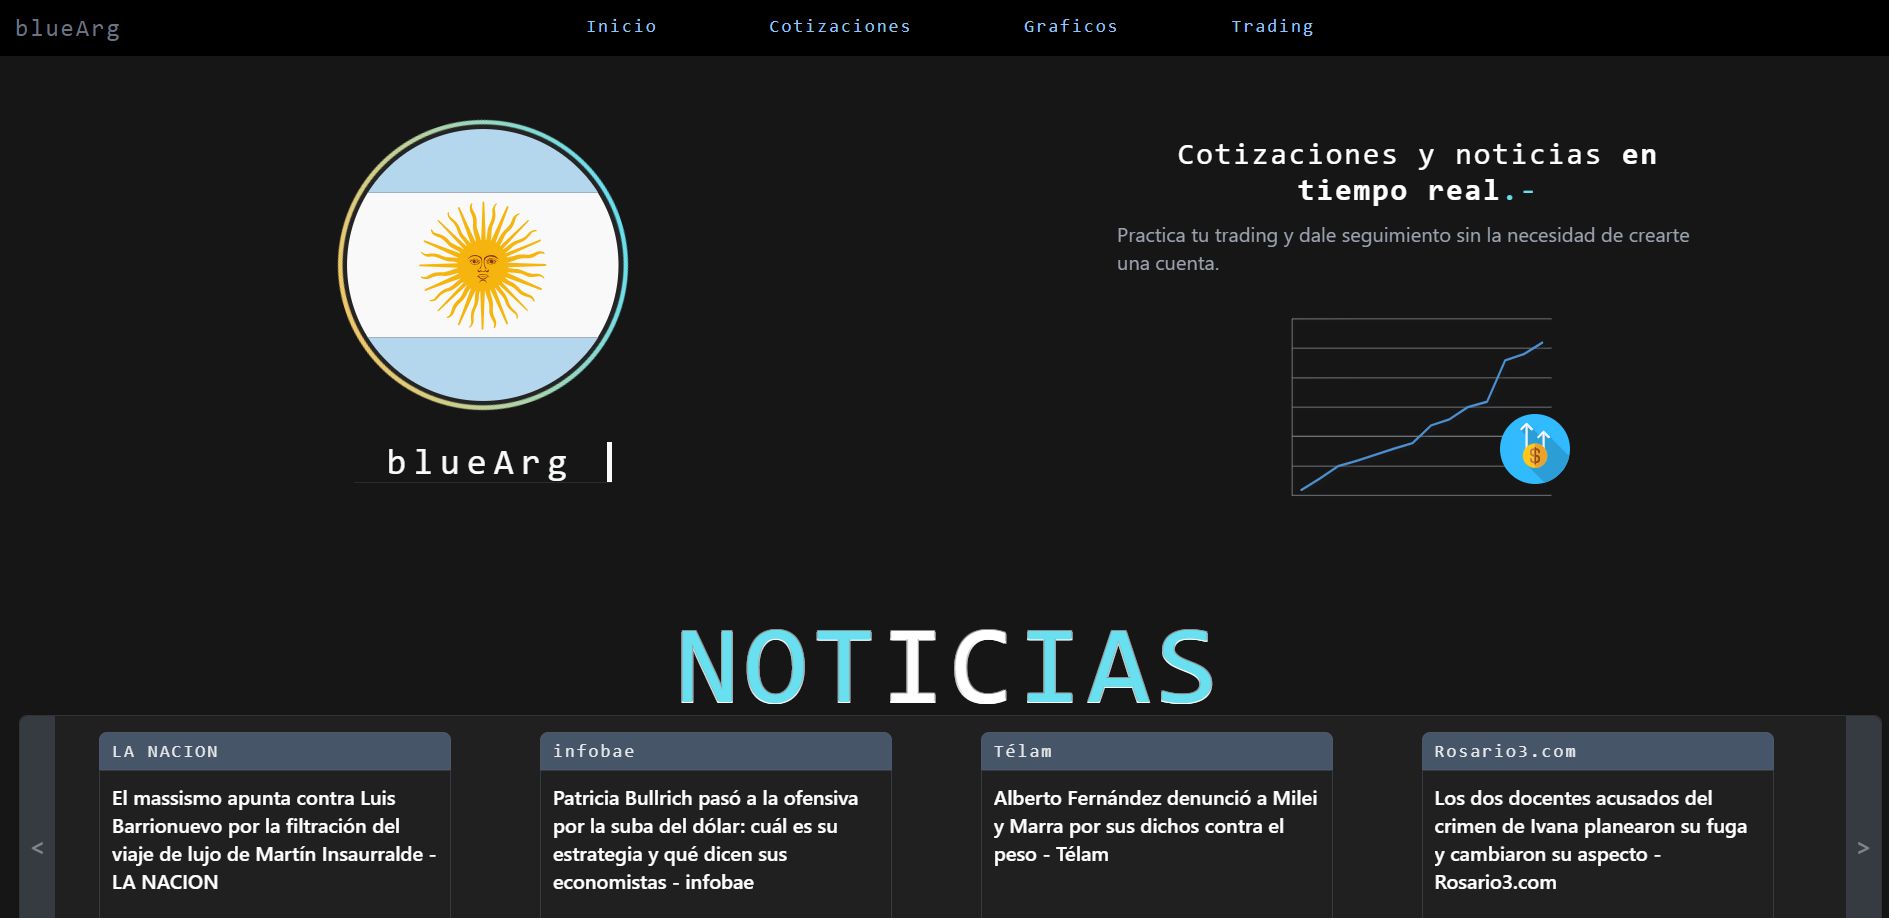 blueArg
Inicio
Cotizaciones
Graficos
Trading
Cotizaciones y noticias en
tiempo real.-
Practica tu trading y dale seguimiento sin la necesidad de crearte
una cuenta.
$
blueArg
NOTICIAS
<
LA NACION
El massismo apunta contra Luis
Barrionuevo por la filtración del
viaje de lujo de Martín Insaurralde -
LA NACION
infobae
Patricia Bullrich pasó a la ofensiva
por la suba del dólar: cuál es su
estrategia y qué dicen sus
economistas - infobae
Télam
Alberto Fernández denunció a Milei
y Marra por sus dichos contra el
peso - Télam
Rosario3.com
Los dos docentes acusados del
crimen de Ivana planearon su fuga
y cambiaron su aspecto -
Rosario3.com
>